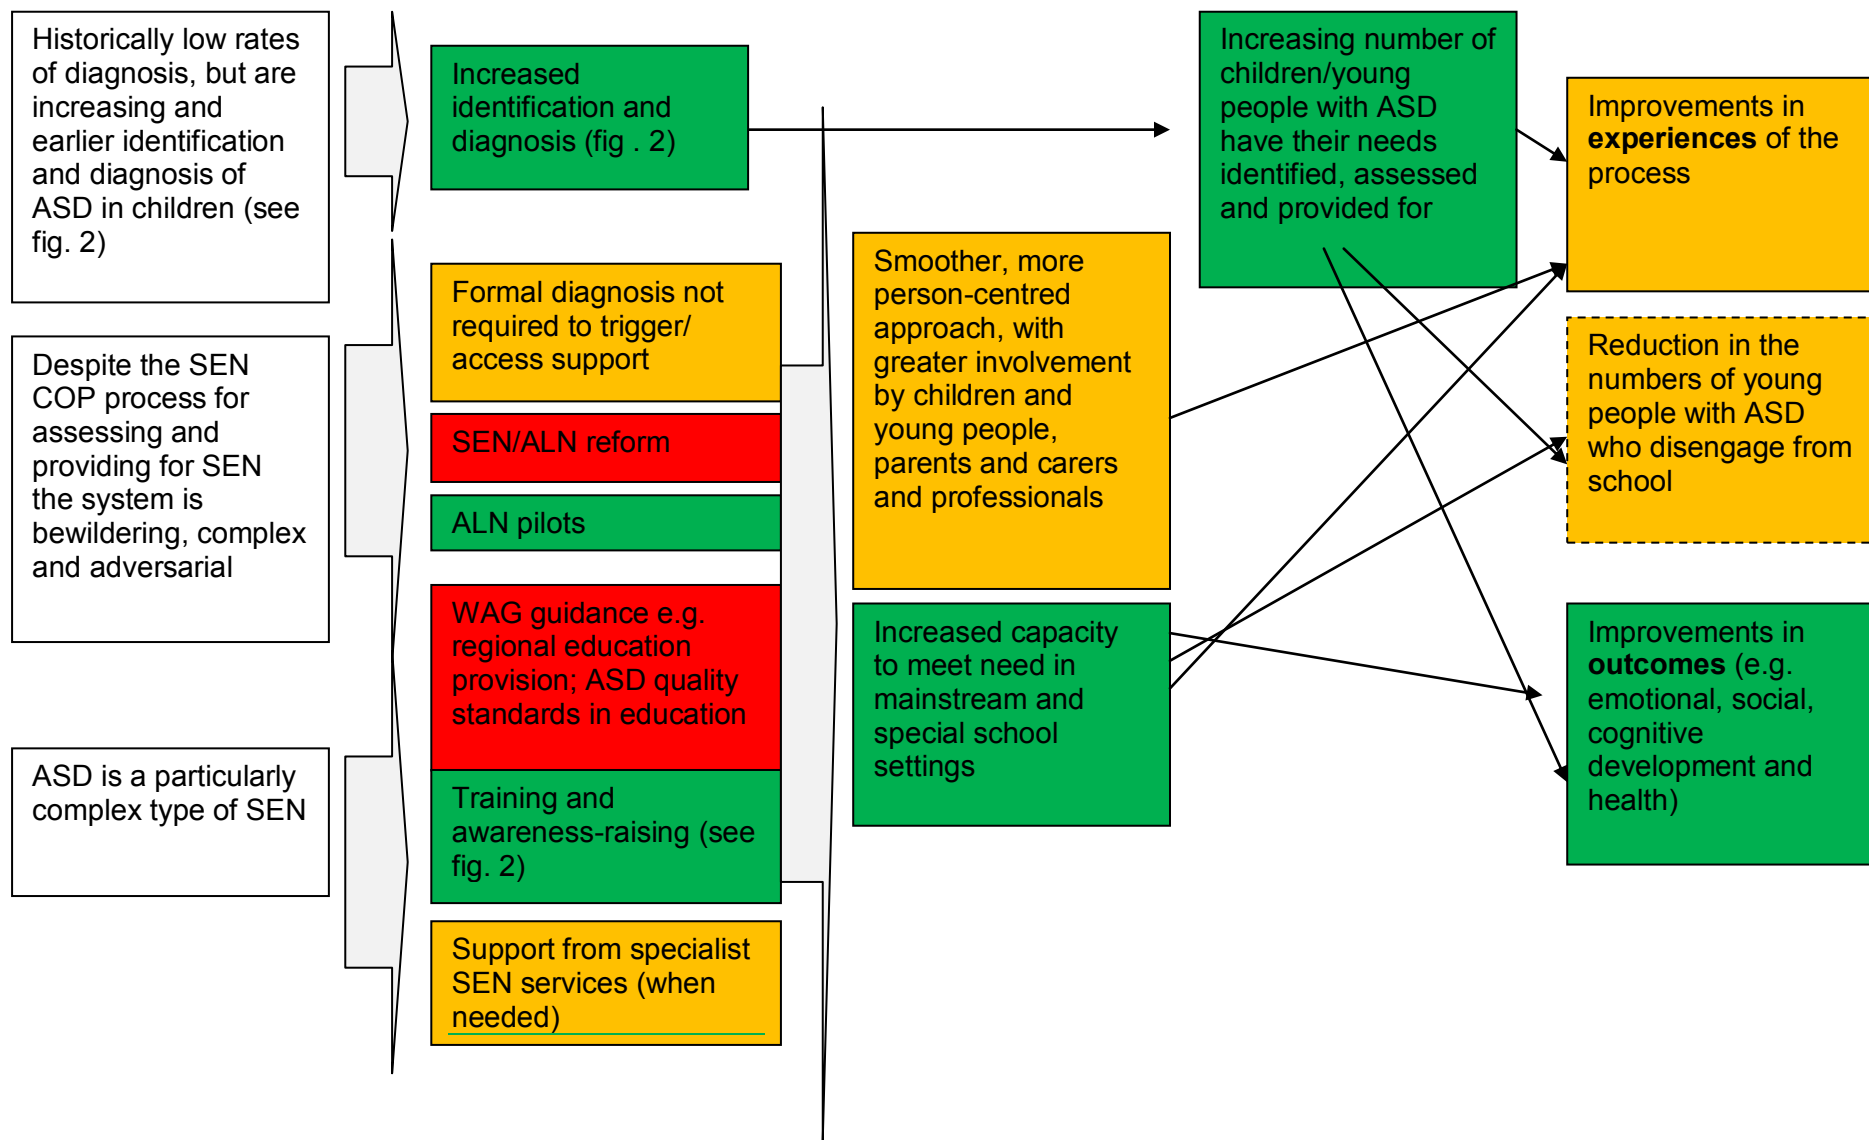 Historically low rates
of diagnosis, but are
increasing and
earlier identification
and diagnosis of
ASD in children (see
fig. 2)
Despite the SEN
COP process for
assessing and
providing for SEN
the system is
bewildering, complex
and adversarial
ASD is a particularly
complex type of SEN
Increased
identification and
diagnosis (fig . 2)
Formal diagnosis not
required to trigger/
access support
SEN/ALN reform
ALN pilots
WAG guidance e.g.
regional education
provision; ASD quality
standards in education
Training and
awareness-raising (see
fig. 2)
Support from specialist
SEN services (when
needed)
Smoother, more
person-centred
approach, with
greater involvement
by children and
young people,
parents and carers
and professionals
Increased capacity
to meet need in
mainstream and
special school
settings
Increasing number of
children/young
people with ASD
have their needs
identified, assessed
and provided for
Improvements in
experiences of the
process
Reduction in the
numbers of young
people with ASD
who disengage from
school
Improvements in
outcomes (e.g.
emotional, social,
cognitive
development and
health)